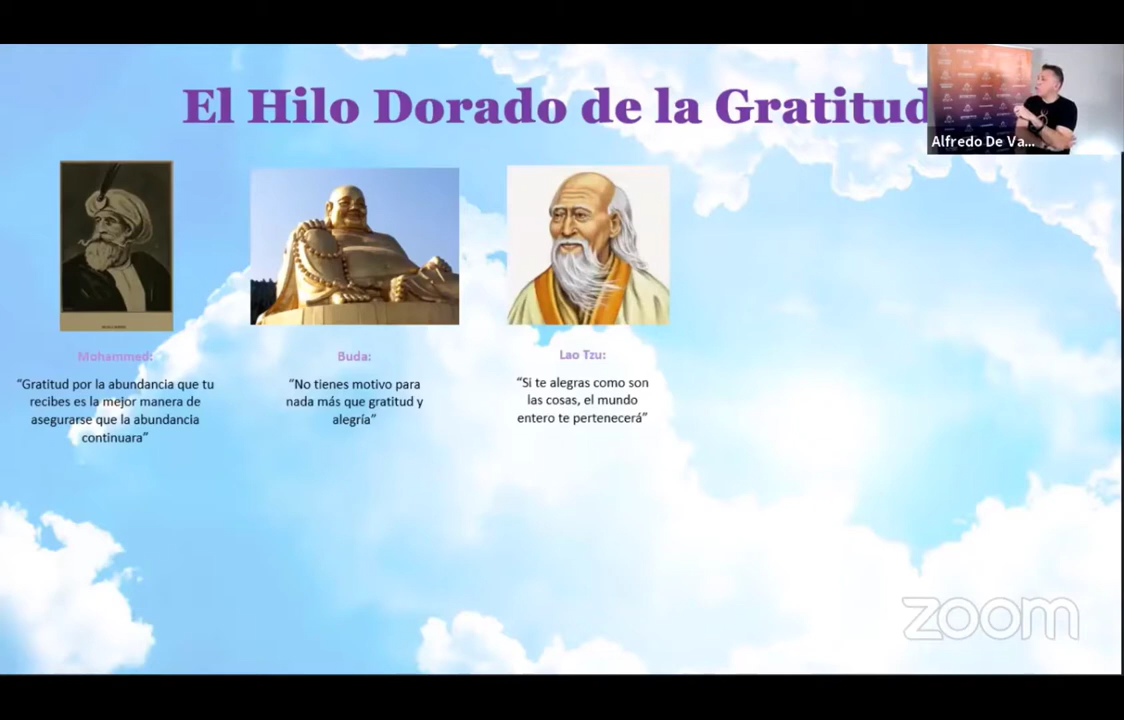 El Hilo Dorado de la Gratitud
Alfredo De Va...
Mohammed:
“Gratitud por la abundancia que tu
recibes es la mejor manera de
asegurarse que la abundancia
continuara”
Buda:
“No tienes motivo para
nada más que gratitud y
alegría”
Lao Tzu:
“Si te alegras como son
las cosas, el mundo
entero te pertenecerá”
zoom